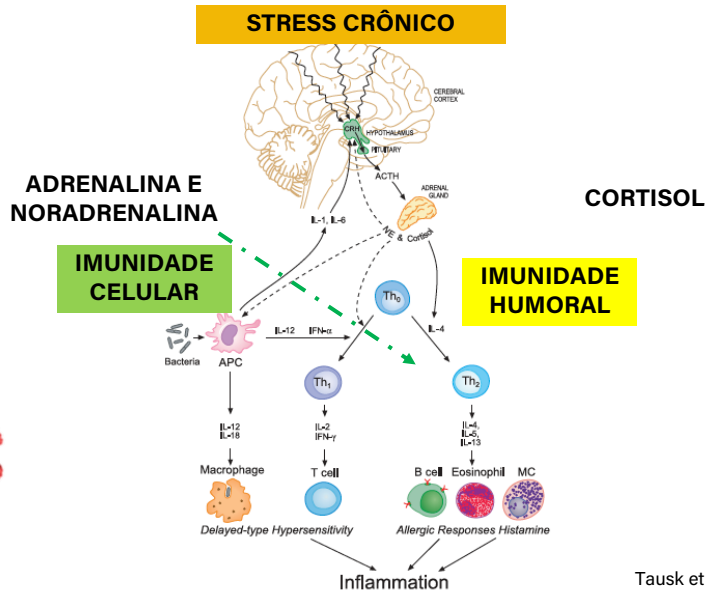 STRESS CRÔNICO
CEREBRAL
CORTEX
CRH
HYPOTHALAMUS
PITUITARY
ACTH
ADRENAL
GLAND
ADRENALINA E
NORADRENALINA
CORTISOL
IL-1, IL-6
NE & Cortisol
IMUNIDADE
CELULAR
IMUNIDADE
HUMORAL
Th0
IL-12 IFN-α
IL-4
Bacteria
APC
Th1
Th2
IL-12
IL-18
IL-2
IFN-γ
IL-4,
IL-5,
IL-13
Macrophage
T cell
B cell Eosinophil MC
Delayed-type Hypersensitivity
Allergic Responses Histamine
Inflammation
Tausk et